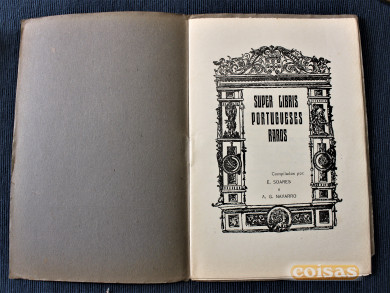 SUPER LIBRIS
PORTUGUESES
RAROS
Compilados por
E. SOARES
e
A. G. NAVARRO
coisas